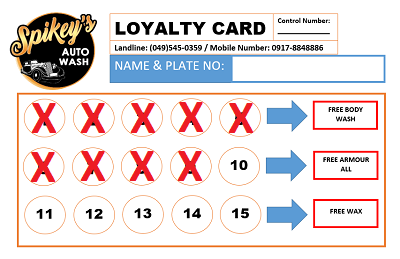 Spikey's
AUTO
WASH
LOYALTY CARD
Control Number:
Landline: (049)545-0359 / Mobile Number: 0917-8848886
NAME & PLATE NO:
X X X X X
FREE BODY
WASH
X X X X 10
FREE ARMOUR
ALL
11 12 13 14 15
FREE WAX